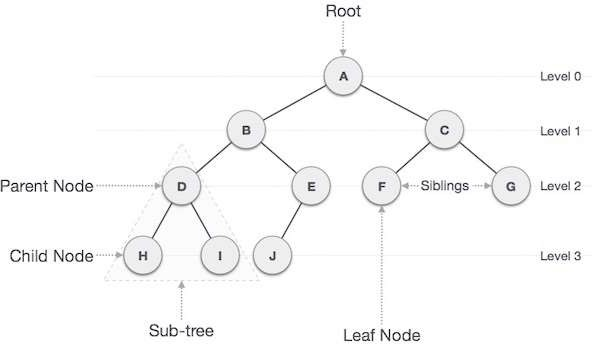 Root
A
Level 0
B
C
Level 1
Parent Node
D
E
F
Siblings
G
Level 2
Child Node
H
I
J
Level 3
Sub-tree
Leaf Node